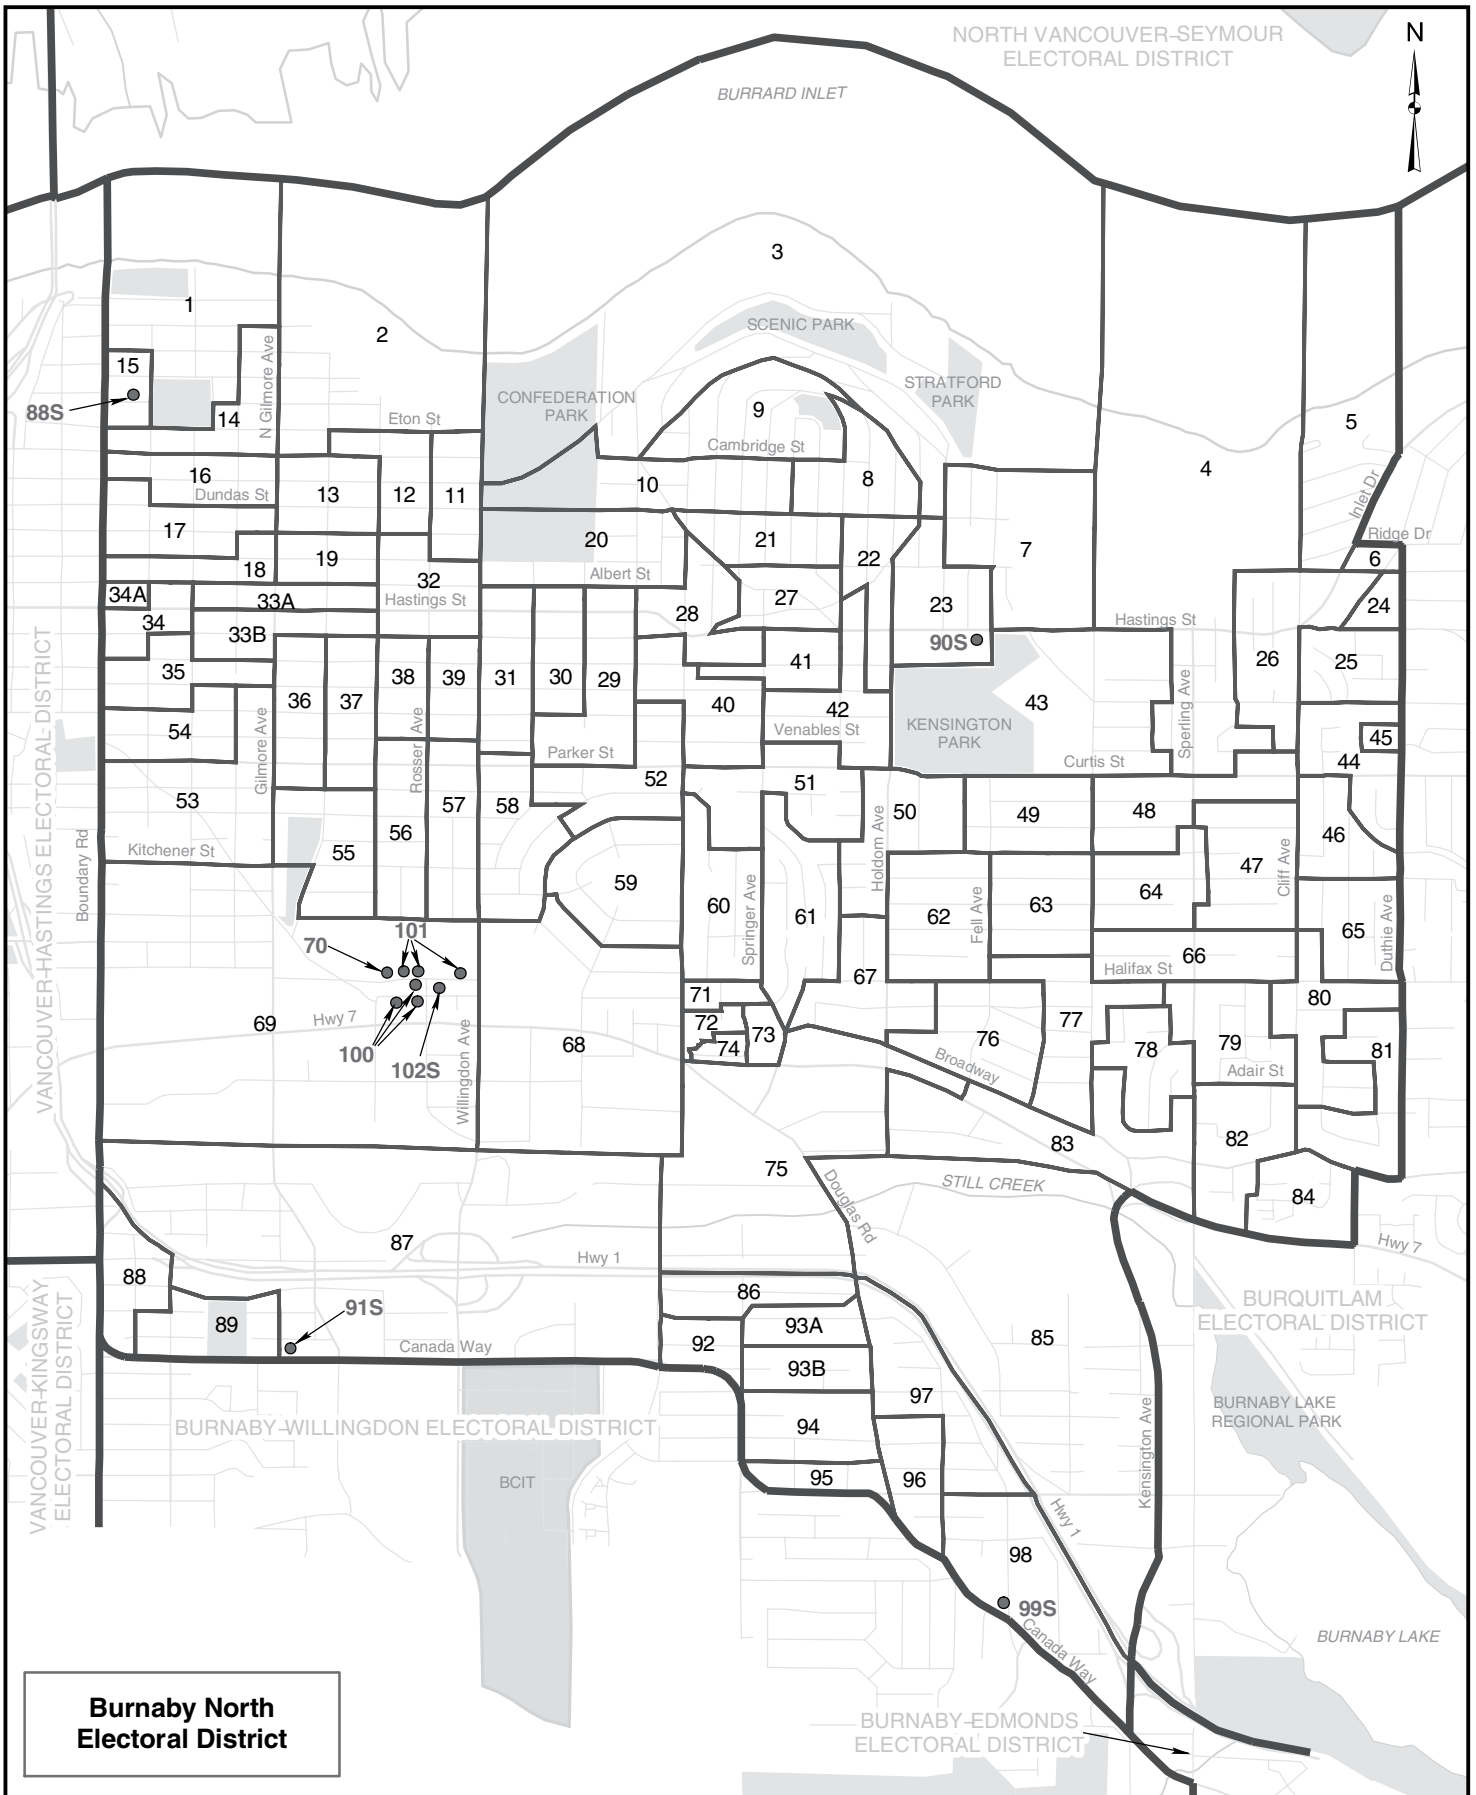 NORTH VANCOUVER-SEYMOUR
ELECTORAL DISTRICT
N
BURRARD INLET
3
1
2
SCENIC PARK
15
N Gilmore Ave
88S
14
Eton St
CONFEDERATION
PARK
STRATFORD
PARK
9
Cambridge St
5
4
16
Dundas St
13
12
11
10
8
Inlet Dr
Ridge Dr
17
18
19
20
21
22
7
6
Albert St
32
Hastings St
34A
33A
34
33B
28
27
23
24
Hastings St
90S
35
36
37
38
39
31
30
29
41
26
25
40
42
Venables St
43
KENSINGTON
PARK
Sperling Ave
54
Gilmore Ave
Rosser Ave
Parker St
45
44
Curtis St
52
51
53
57
58
50
49
48
46
Kitchener St
55
56
Holdom Ave
47
Cliff Ave
Boundary Rd
VANCOUVER-HASTINGS ELECTORAL DISTRICT
59
60
Springer Ave
61
62
Fell Ave
63
64
65
Duthie Ave
70
101
66
Halifax St
67
71
80
69
Hwy 7
72
73
74
76
77
78
79
81
Adair St
100
102S
Willingdon Ave
68
Broadway
83
82
75
STILL CREEK
84
Douglas Rd
87
Hwy 1
Hwy 7
88
86
89
91S
93A
85
BURQUITLAM
ELECTORAL DISTRICT
Canada Way
92
93B
VANCOUVER-KINGSWAY
ELECTORAL DISTRICT
97
BURNABY LAKE
REGIONAL PARK
BURNABY-WILLINGDON ELECTORAL DISTRICT
94
Kensington Ave
BCIT
95
96
Hwy 1
98
99S
Canada Way
BURNABY LAKE
Burnaby North
Electoral District
BURNABY-EDMONDS
ELECTORAL DISTRICT